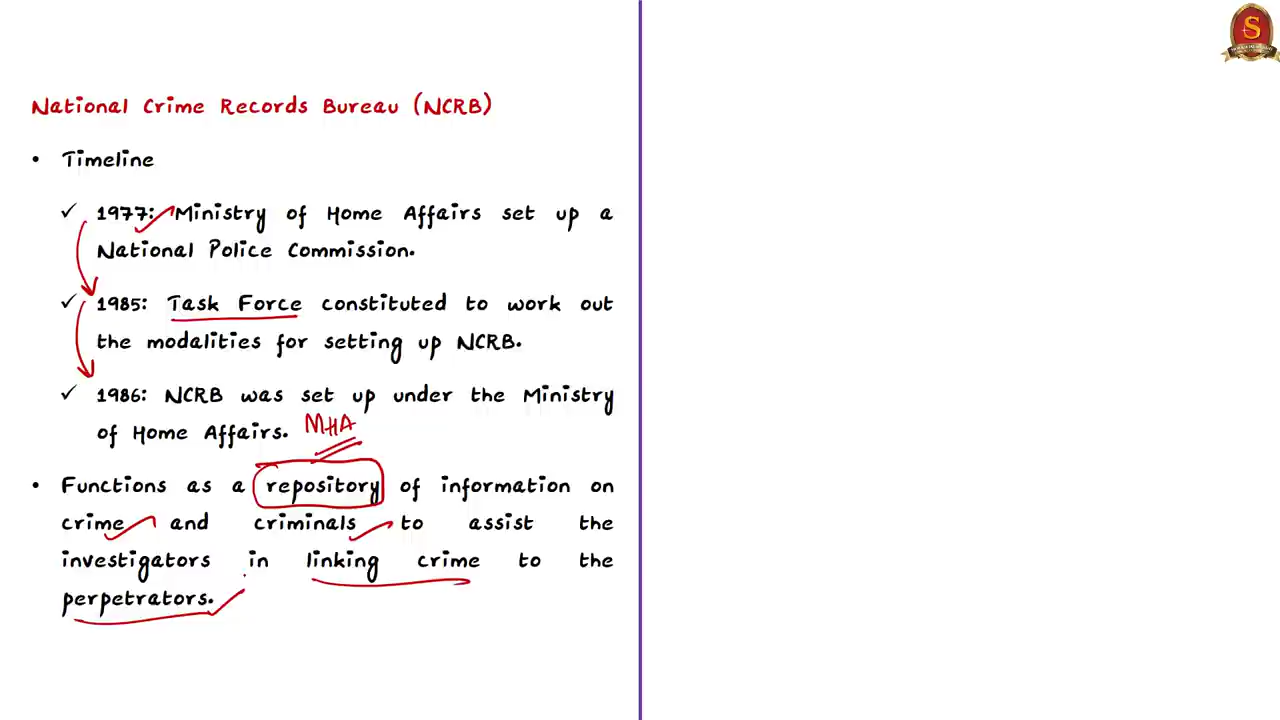 National Crime Records Bureau (NCRB)
• Timeline
✓ 1977: Ministry of Home Affairs set up a
National Police Commission.
✓ 1985: Task Force constituted to work out
the modalities for setting up NCRB.
✓ 1986: NCRB was set up under the Ministry
of Home Affairs. MHA
• Functions as a repository of information on
crime and criminals to assist the
investigators in linking crime to the
perpetrators.
S